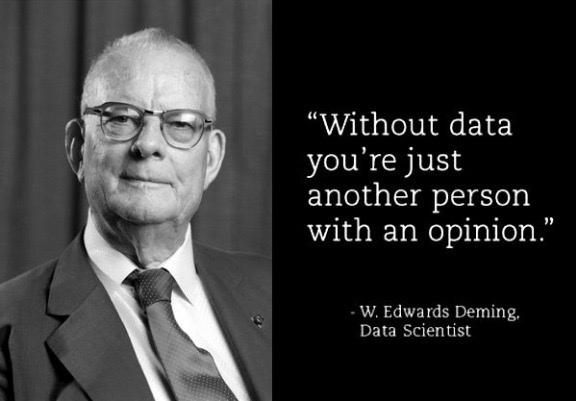 “Without data
you’re just
another person
with an opinion.”
- W. Edwards Deming,
Data Scientist